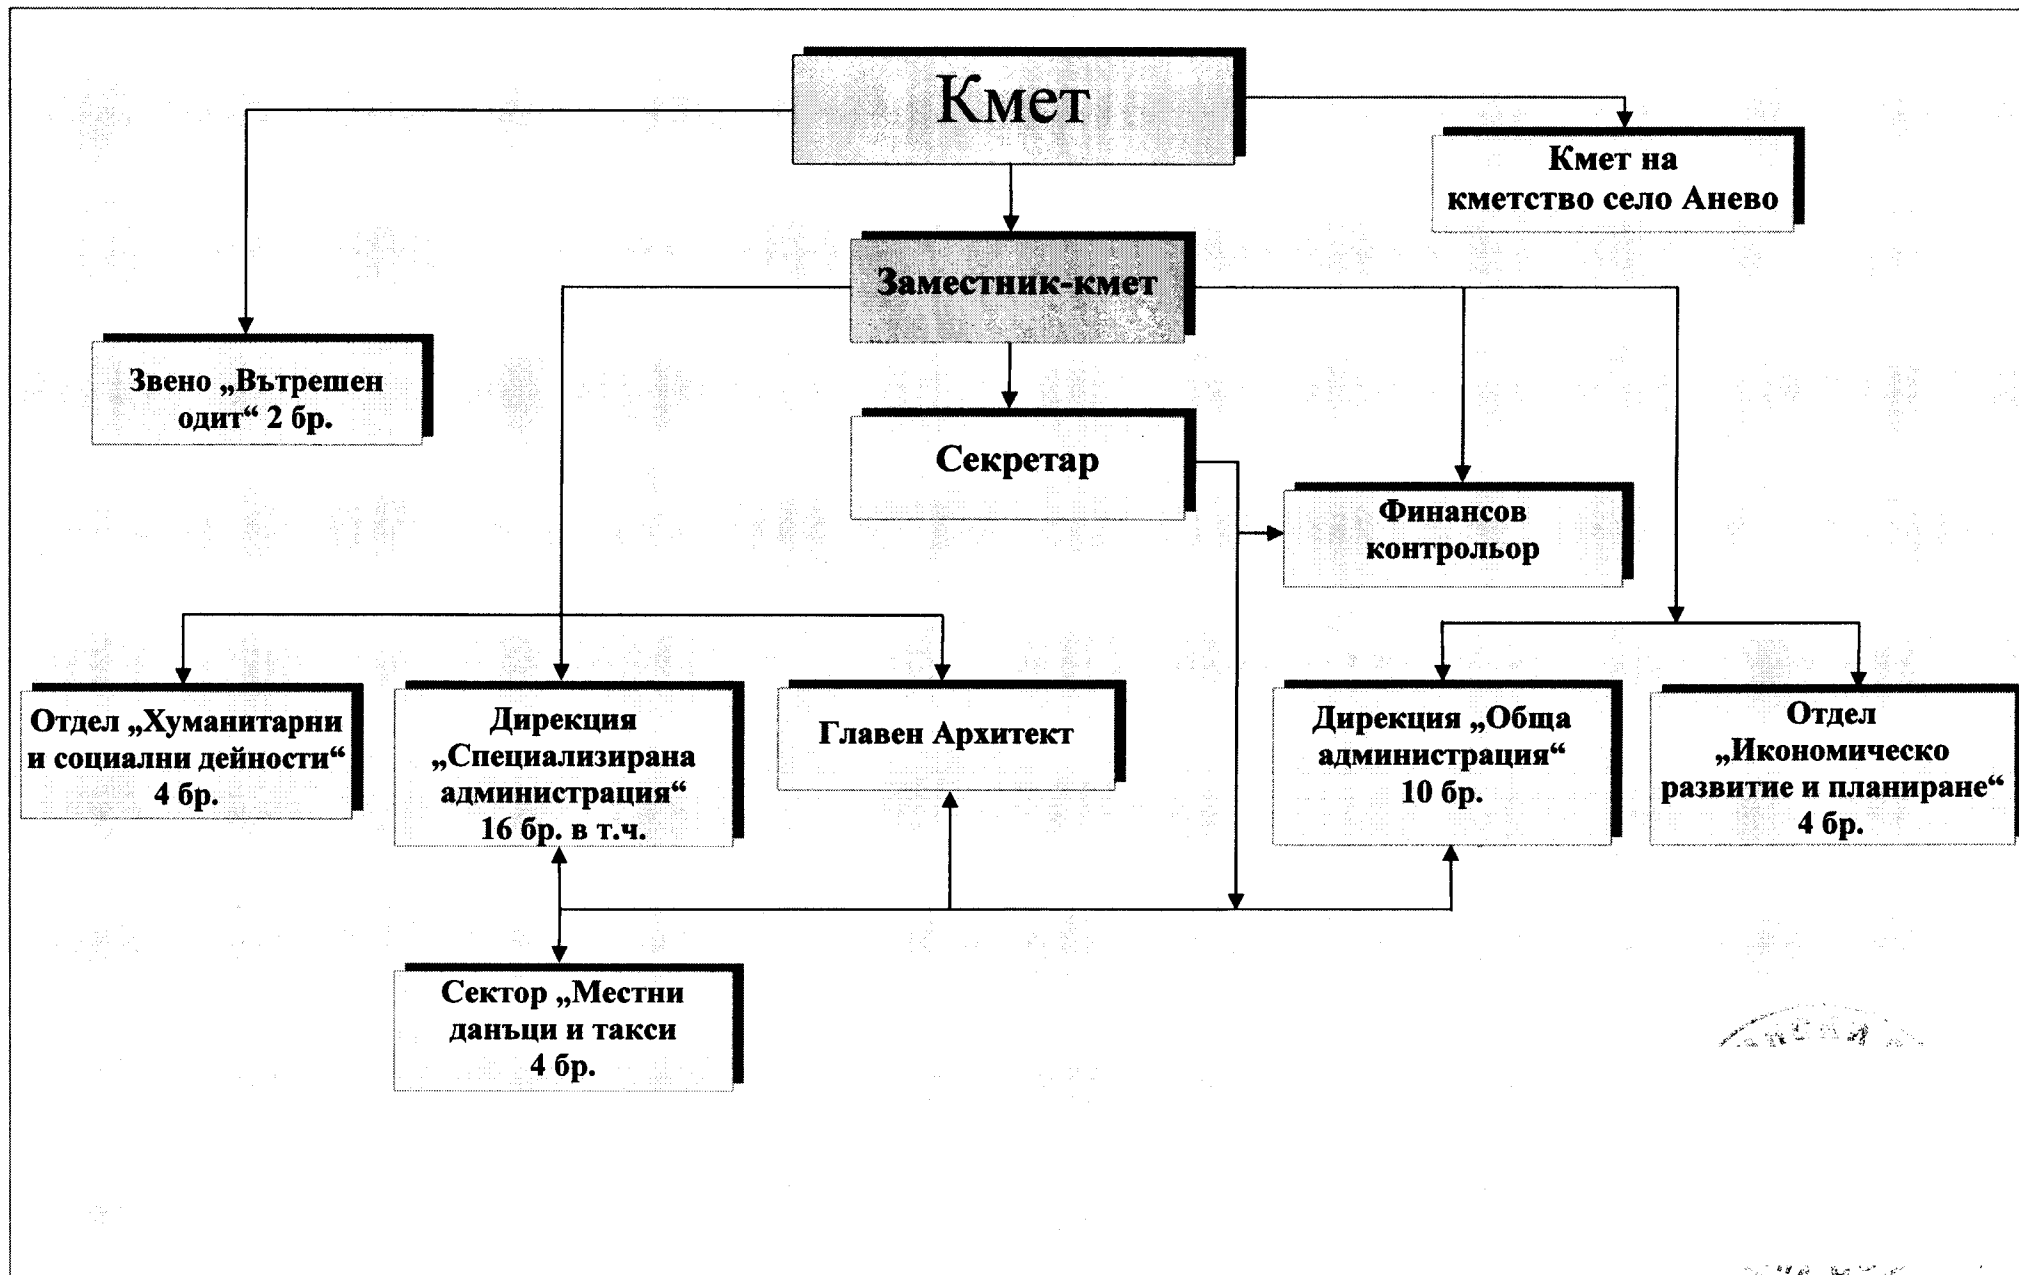 Кмет
Кмет на
кметство село Анево
Заместник-кмет
Звено „Вътрешен
одит“ 2 бр.
Секретар
Финансов
контрольор
Отдел „Хуманитарни
и социални дейности“
4 бр.
Дирекция
„Специализирана
администрация“
16 бр. в т.ч.
Главен Архитект
Дирекция „Обща
администрация“
10 бр.
Отдел
„Икономическо
развитие и планиране“
4 бр.
Сектор „Местни
данъци и такси
4 бр.